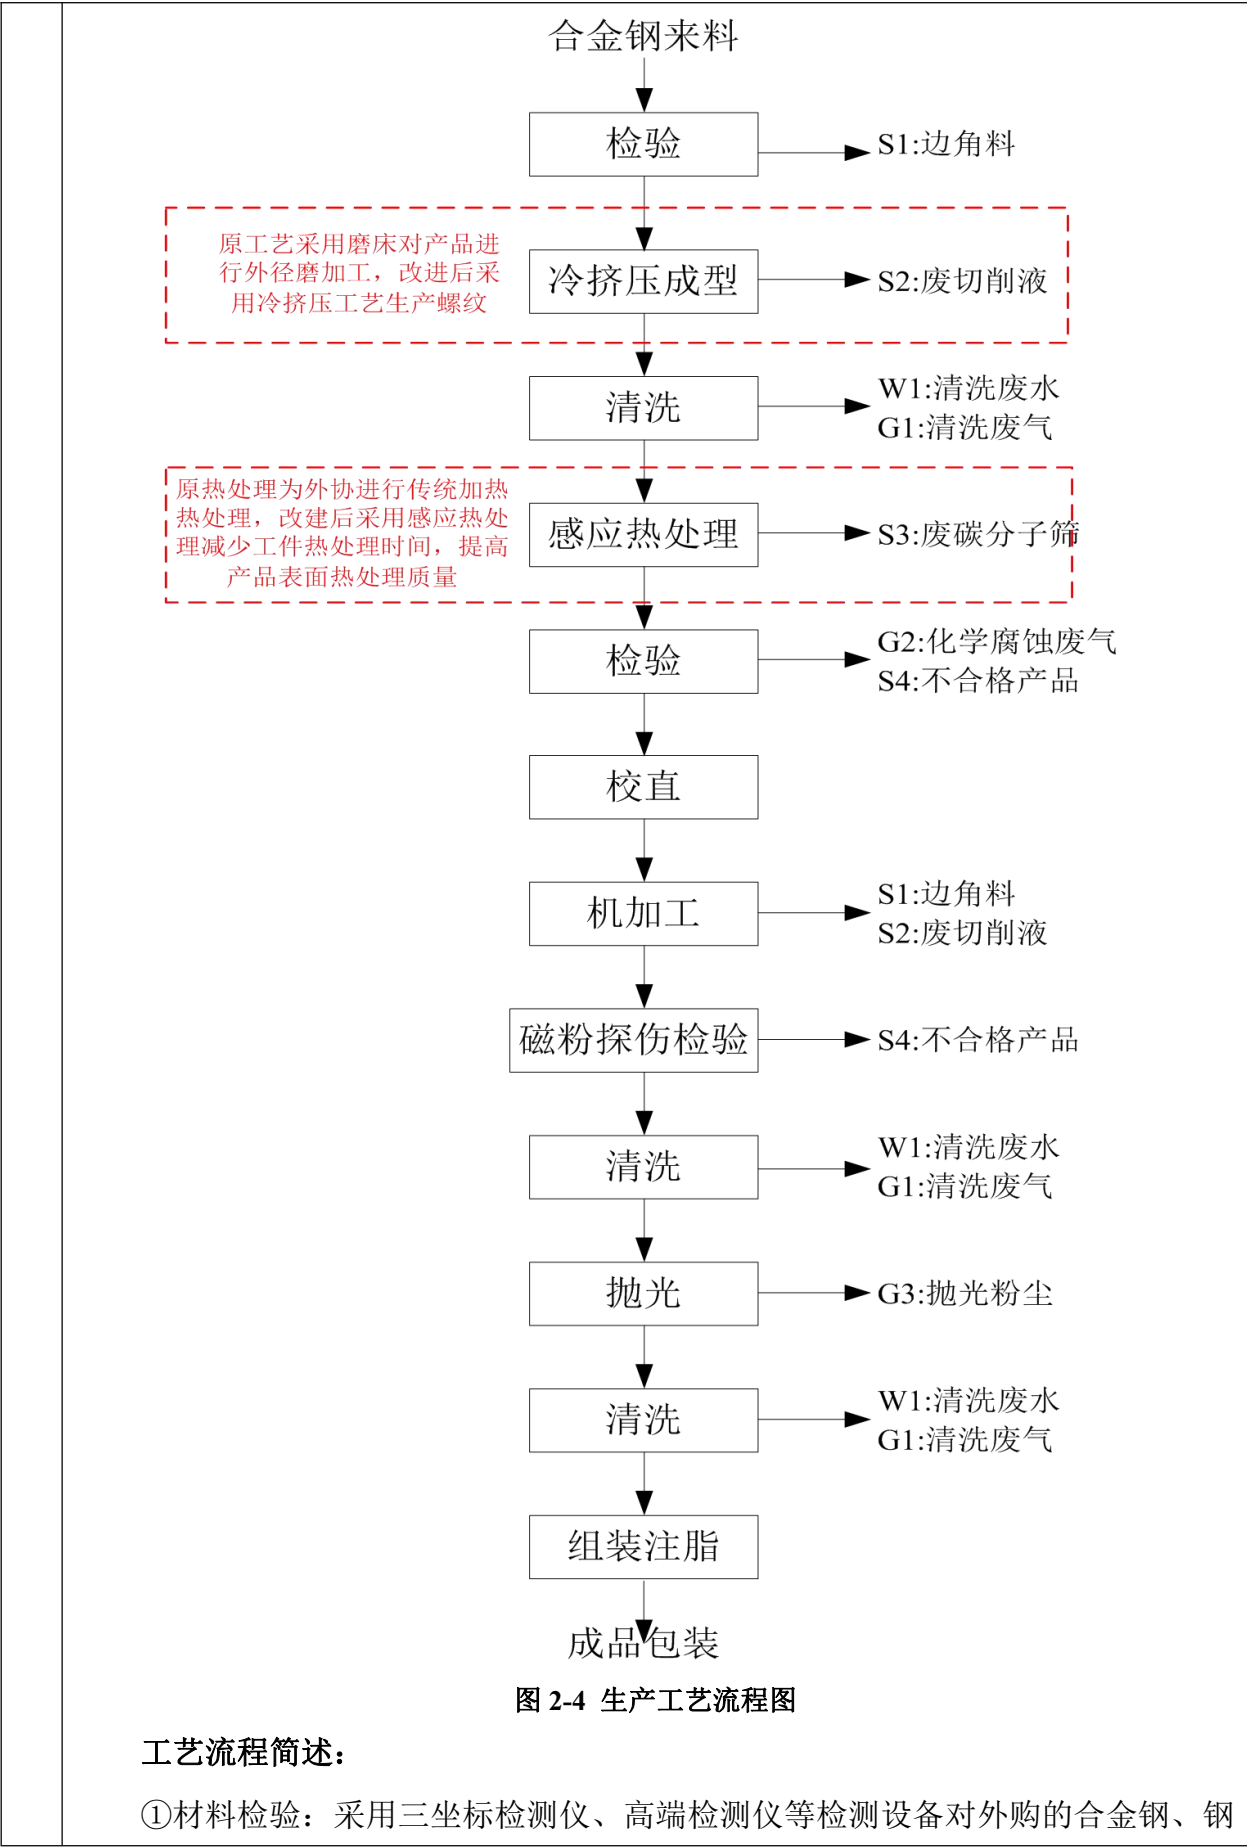 合金钢来料
检验
S1:边角料
原工艺采用磨床对产品进
行外径磨加工，改进后采
用冷挤压工艺生产螺纹
冷挤压成型
S2:废切削液
清洗
W1:清洗废水
G1:清洗废气
原热处理为外协进行传统加热
热处理，改建后采用感应热处
理减少工件热处理时间，提高
产品表面热处理质量
感应热处理
S3:废碳分子筛
检验
G2:化学腐蚀废气
S4:不合格产品
校直
机加工
S1:边角料
S2:废切削液
磁粉探伤检验
S4:不合格产品
清洗
W1:清洗废水
G1:清洗废气
抛光
G3:抛光粉尘
清洗
W1:清洗废水
G1:清洗废气
组装注脂
成品包装
图 2-4 生产工艺流程图
工艺流程简述：
①材料检验：采用三坐标检测仪、高端检测仪等检测设备对外购的合金钢、钢